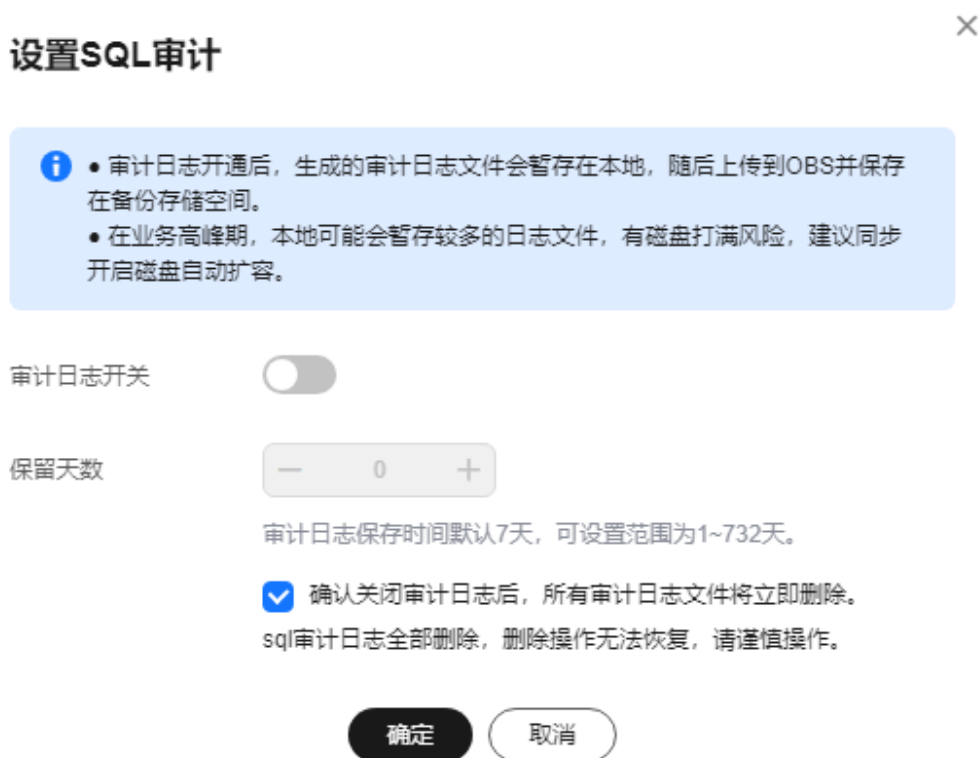 设置SQL审计
● 审计日志开通后，生成的审计日志文件会暂存在本地，随后上传到OBS并保存
在备份存储空间。
● 在业务高峰期，本地可能会暂存较多的日志文件，有磁盘打满风险，建议同步
开启磁盘自动扩容。
审计日志开关
保留天数
0
审计日志保存时间默认7天，可设置范围为1~732天。
确认关闭审计日志后，所有审计日志文件将立即删除。
sql审计日志全部删除，删除操作无法恢复，请谨慎操作。
确定 取消